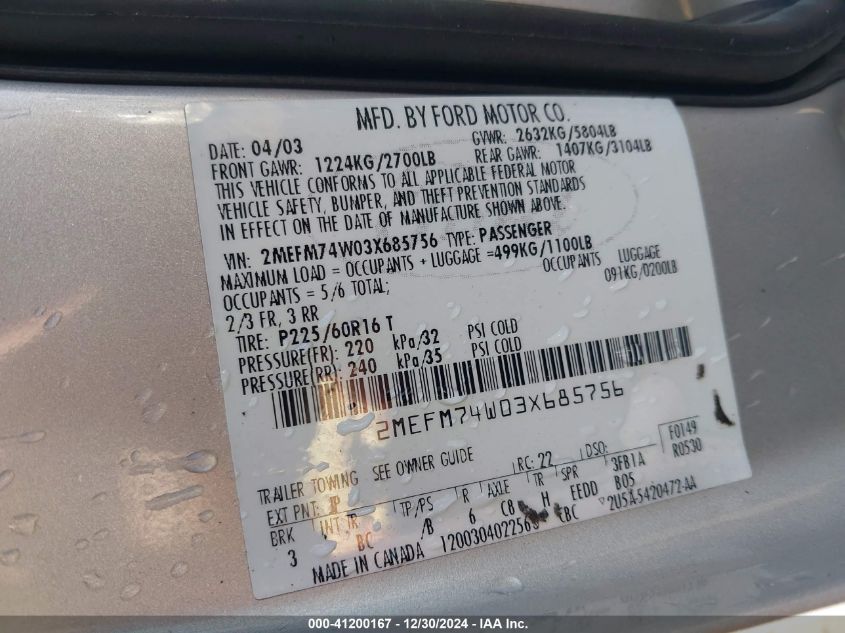 MFD. BY FORD MOTOR CO.
DATE: 04/03 GVWR: 2632KG/5804LB
FRONT GAWR: 1224KG/2700LB REAR GAWR: 1407KG/3104LB
THIS VEHICLE CONFORMS TO ALL APPLICABLE FEDERAL MOTOR
VEHICLE SAFETY, BUMPER, AND THEFT PREVENTION STANDARDS
IN EFFECT ON THE DATE OF MANUFACTURE SHOWN ABOVE.
VIN: 2MEFM74W03X685756 TYPE: PASSENGER
MAXIMUM LOAD = OCCUPANTS + LUGGAGE =499KG/1100LB
OCCUPANTS = 5/6 TOTAL; OCCUPANTS LUGGAGE
2/3 FR, 3 RR 091KG/0200LB
TIRE: P225/60R16 T
PRESSURE(FR) 220 kPa/32 PSI COLD
PRESSURE(RR) 240 kPa/35 PSI COLD
2MEFM74W03X685756
TRAILER TOWING SEE OWNER GUIDE
EXT PNT: RC: 22 DSO: F0149
BRK INT TR TP/PS R AXLE TR SPR 3FB1A R0530
3 BC /B 6 C8 H EEDD B05
MADE IN CANADA EBC 2U5A-5420472-AA
000-41200167 - 12/30/2024 - IAA Inc.